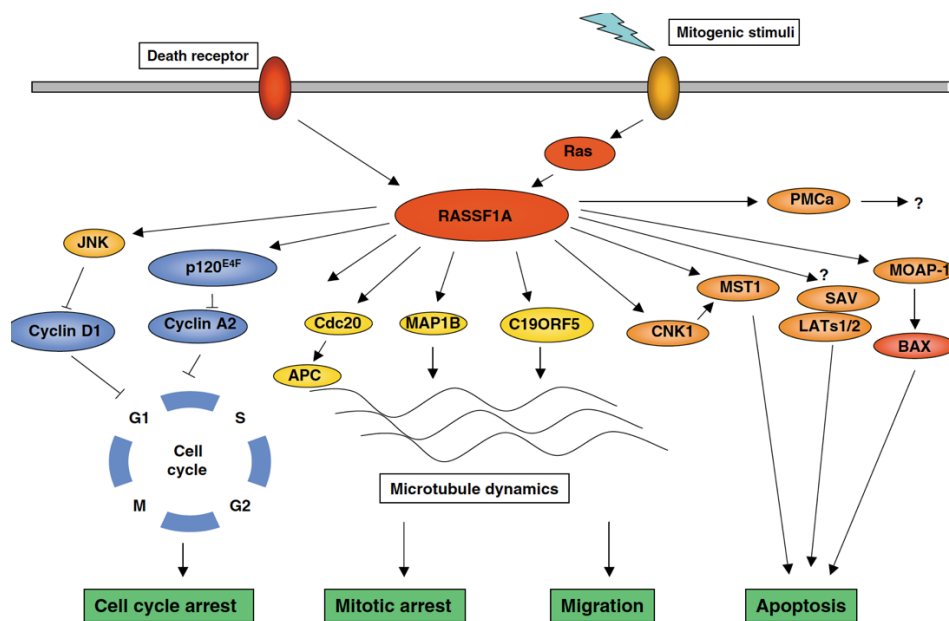 Mitogenic stimuli
Death receptor
Ras
PMCa
?
RASSF1A
JNK
p120E4F
?
MOAP-1
MST1
SAV
Cyclin D1
Cyclin A2
Cdc20
MAP1B
C19ORF5
CNK1
LATs1/2
BAX
APC
G1
S
Cell
cycle
M
G2
Microtubule dynamics
Cell cycle arrest
Mitotic arrest
Migration
Apoptosis